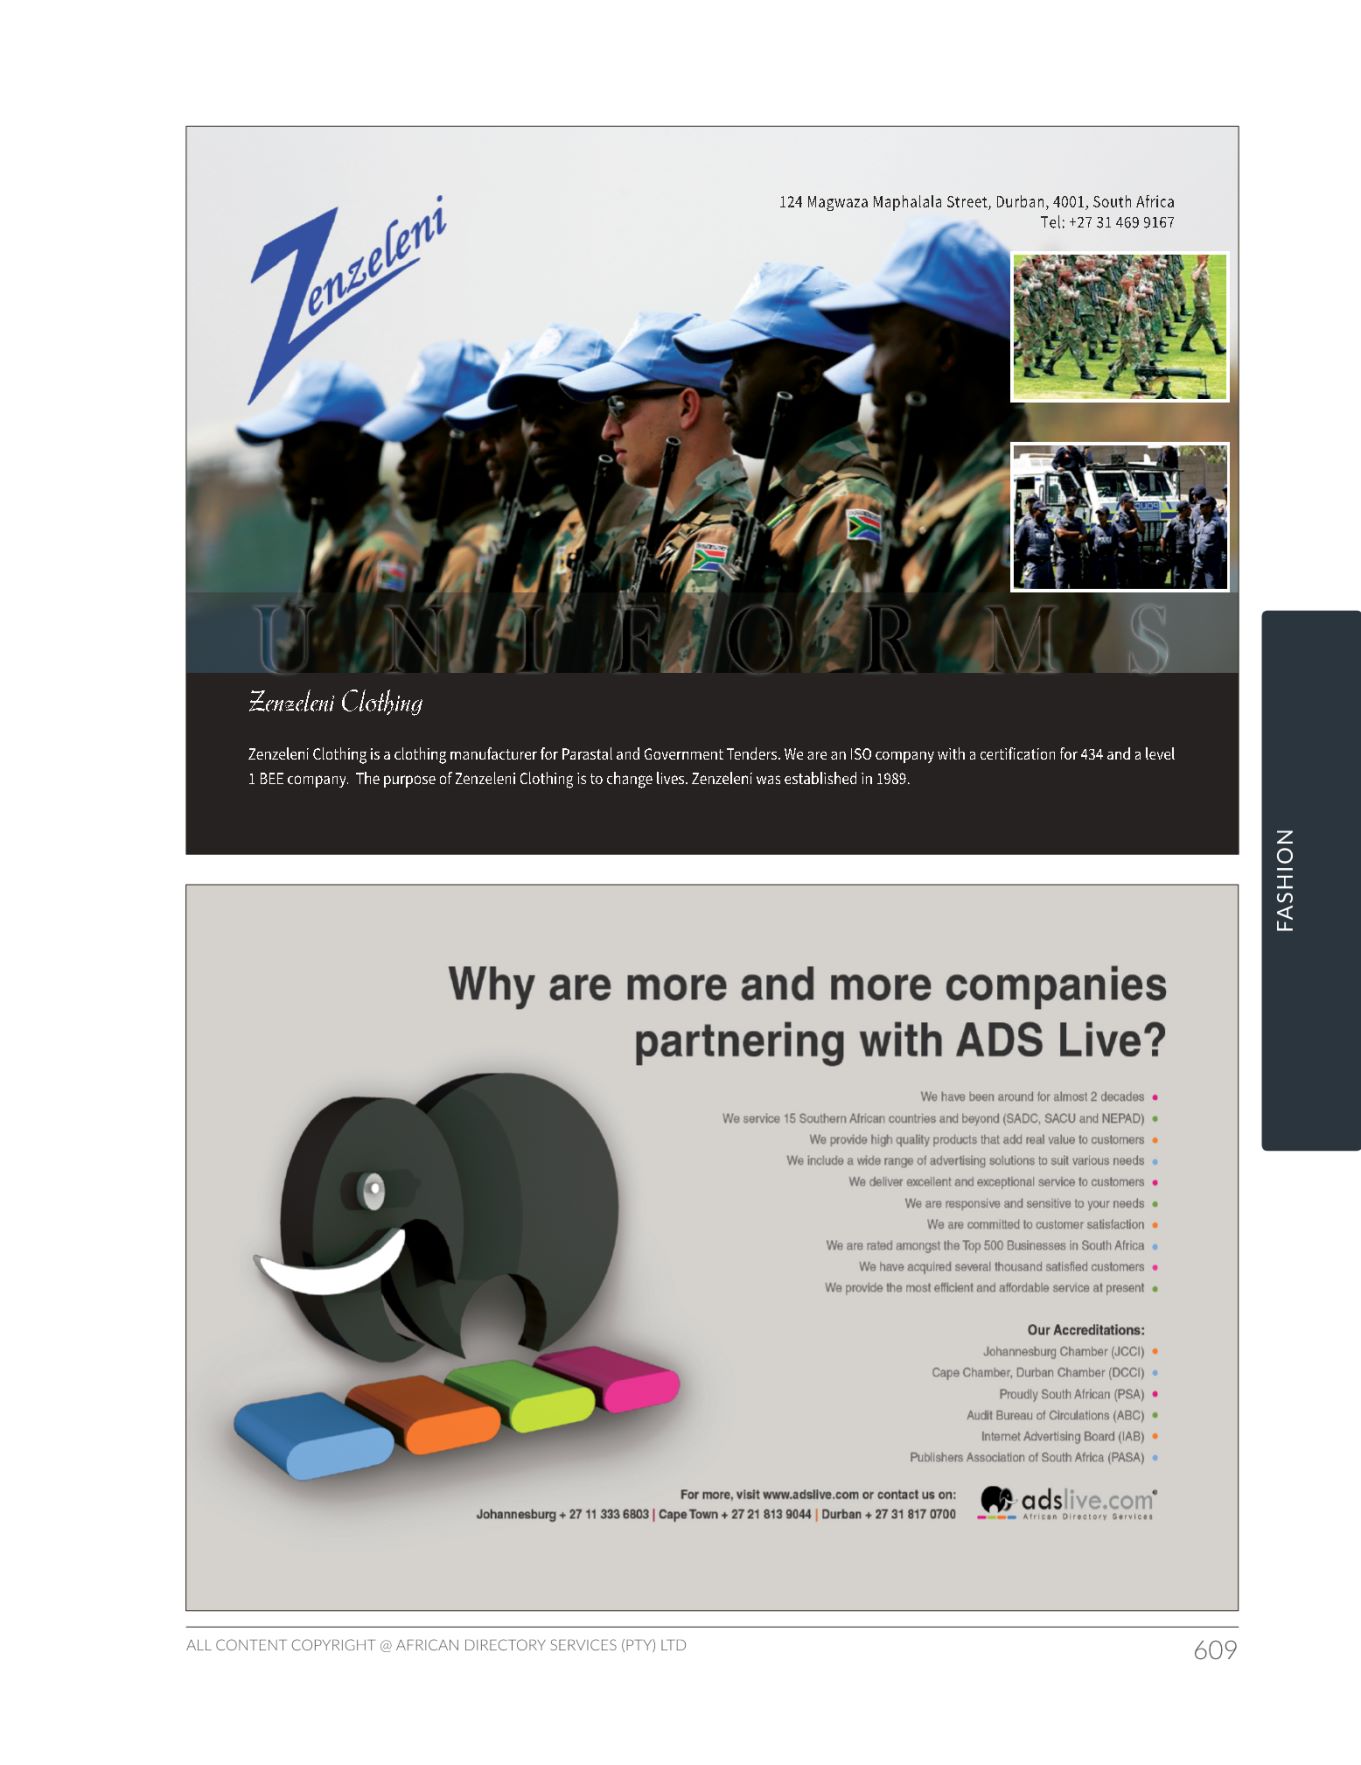 Zenzeleni
124 Magwaza Maphalala Street, Durban, 4001, South Africa
Tel: +27 31 469 9167
UNIFORMS
Zenzeleni Clothing
Zenzeleni Clothing is a clothing manufacturer for Parastal and Government Tenders. We are an ISO company with a certification for 434 and a level
1 BEE company. The purpose of Zenzeleni Clothing is to change lives. Zenzeleni was established in 1989.
FASHION
Why are more and more companies
partnering with ADS Live?
We have been around for almost 2 decades •
We service 15 Southern African countries and beyond (SADC, SACU and NEPAD) •
We provide high quality products that add real value to customers •
We include a wide range of advertising solutions to suit various needs •
We deliver excellent and exceptional service to customers •
We are responsive and sensitive to your needs •
We are committed to customer satisfaction •
We are rated amongst the Top 500 Businesses in South Africa •
We have acquired several thousand satisfied customers •
We provide the most efficient and affordable service at present •
Our Accreditations:
Johannesburg Chamber (JCCI) •
Cape Chamber, Durban Chamber (DCCI) •
Proudly South African (PSA) •
Audit Bureau of Circulations (ABC) •
Internet Advertising Board (IAB) •
Publishers Association of South Africa (PASA) •
For more, visit www.adslive.com or contact us on:
Johannesburg + 27 11 333 6803 | Cape Town + 27 21 813 9044 | Durban + 27 31 817 0700
adslive.com
African Directory Services
ALL CONTENT COPYRIGHT @ AFRICAN DIRECTORY SERVICES (PTY) LTD
609